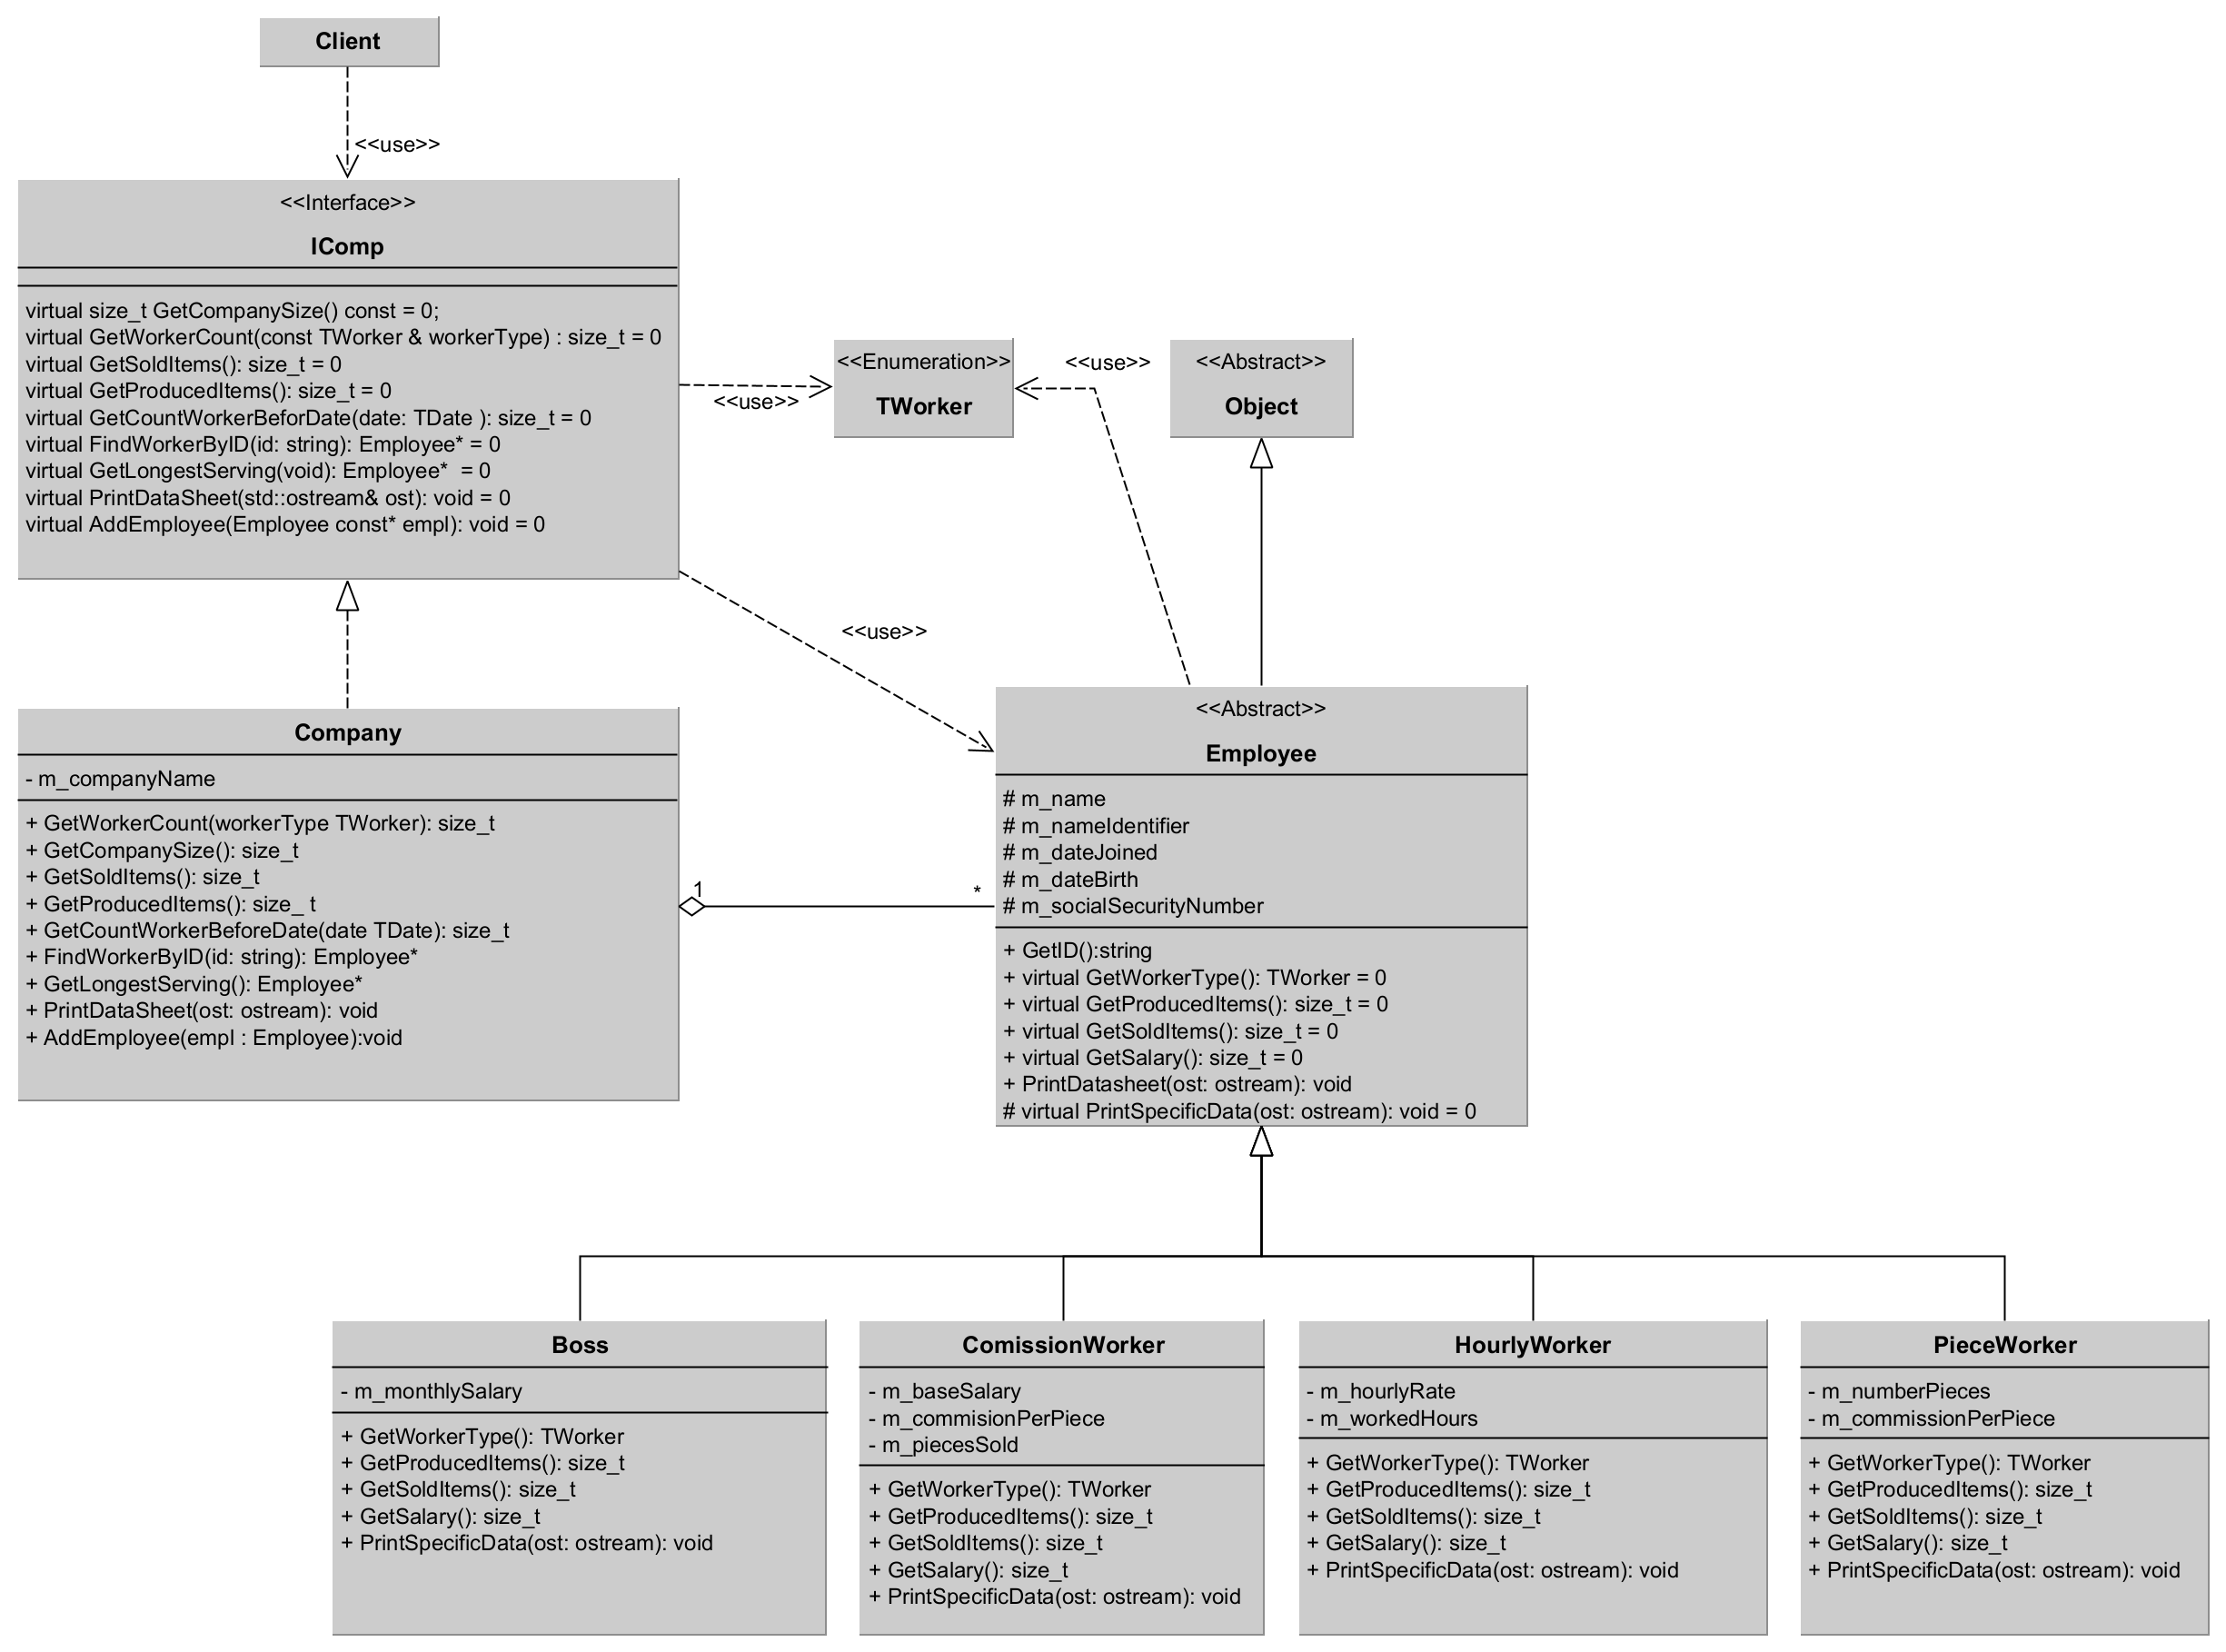 Client
<<use>>
<<Interface>>
IComp
virtual size_t GetCompanySize() const = 0;
virtual GetWorkerCount(const TWorker & workerType) : size_t = 0
virtual GetSoldItems(): size_t = 0
virtual GetProducedItems(): size_t = 0
virtual GetCountWorkerBeforDate(date: TDate ): size_t = 0
virtual FindWorkerByID(id: string): Employee* = 0
virtual GetLongestServing(void): Employee*  = 0
virtual PrintDataSheet(std::ostream& ost): void = 0
virtual AddEmployee(Employee const* empl): void = 0
<<use>>
<<Enumeration>>
TWorker
<<use>>
<<Abstract>>
Object
<<use>>
Company
- m_companyName
+ GetWorkerCount(workerType TWorker): size_t
+ GetCompanySize(): size_t
+ GetSoldItems(): size_t
+ GetProducedItems(): size_ t
+ GetCountWorkerBeforeDate(date TDate): size_t
+ FindWorkerByID(id: string): Employee*
+ GetLongestServing(): Employee*
+ PrintDataSheet(ost: ostream): void
+ AddEmployee(empl : Employee):void
1
*
<<Abstract>>
Employee
# m_name
# m_nameIdentifier
# m_dateJoined
# m_dateBirth
# m_socialSecurityNumber
+ GetID():string
+ virtual GetWorkerType(): TWorker = 0
+ virtual GetProducedItems(): size_t = 0
+ virtual GetSoldItems(): size_t = 0
+ virtual GetSalary(): size_t = 0
+ PrintDatasheet(ost: ostream): void
# virtual PrintSpecificData(ost: ostream): void = 0
Boss
- m_monthlySalary
+ GetWorkerType(): TWorker
+ GetProducedItems(): size_t
+ GetSoldItems(): size_t
+ GetSalary(): size_t
+ PrintSpecificData(ost: ostream): void
ComissionWorker
- m_baseSalary
- m_commisionPerPiece
- m_piecesSold
+ GetWorkerType(): TWorker
+ GetProducedItems(): size_t
+ GetSoldItems(): size_t
+ GetSalary(): size_t
+ PrintSpecificData(ost: ostream): void
HourlyWorker
- m_hourlyRate
- m_workedHours
+ GetWorkerType(): TWorker
+ GetProducedItems(): size_t
+ GetSoldItems(): size_t
+ GetSalary(): size_t
+ PrintSpecificData(ost: ostream): void
PieceWorker
- m_numberPieces
- m_commissionPerPiece
+ GetWorkerType(): TWorker
+ GetProducedItems(): size_t
+ GetSoldItems(): size_t
+ GetSalary(): size_t
+ PrintSpecificData(ost: ostream): void